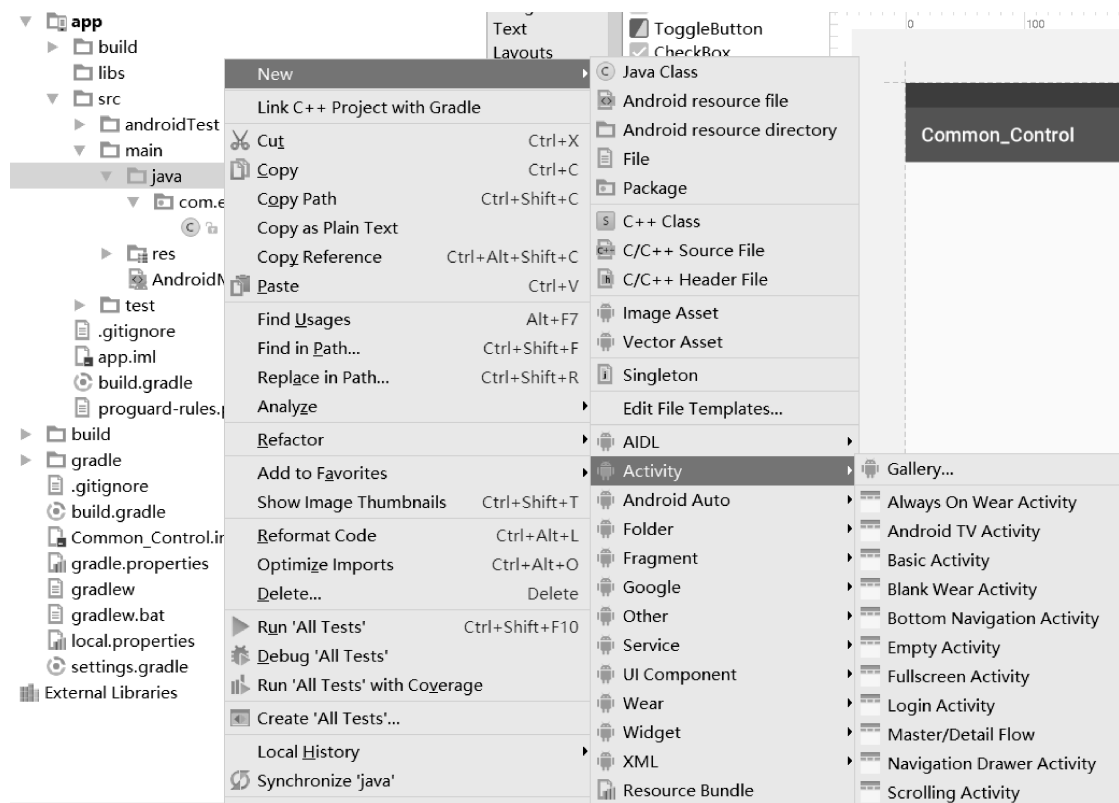 app
build
libs
src
androidTest
main
java
com.e
res
AndroidM
test
.gitignore
app.iml
build.gradle
proguard-rules.p
build
gradle
.gitignore
build.gradle
Common_Control.im
gradle.properties
gradlew
gradlew.bat
local.properties
settings.gradle
External Libraries
Text
Layouts
ToggleButton
CheckBox
0
100
Common_Control
New
Link C++ Project with Gradle
Cut Ctrl+X
Copy Ctrl+C
Copy Path Ctrl+Shift+C
Copy as Plain Text
Copy Reference Ctrl+Alt+Shift+C
Paste Ctrl+V
Find Usages Alt+F7
Find in Path... Ctrl+Shift+F
Replace in Path... Ctrl+Shift+R
Analyze
Refactor
Add to Favorites
Show Image Thumbnails Ctrl+Shift+T
Reformat Code Ctrl+Alt+L
Optimize Imports Ctrl+Alt+O
Delete... Delete
Run 'All Tests' Ctrl+Shift+F10
Debug 'All Tests'
Run 'All Tests' with Coverage
Create 'All Tests'...
Local History
Synchronize 'java'
Java Class
Android resource file
Android resource directory
File
Package
C++ Class
C/C++ Source File
C/C++ Header File
Image Asset
Vector Asset
Singleton
Edit File Templates...
AIDL
Activity
Android Auto
Folder
Fragment
Google
Other
Service
UI Component
Wear
Widget
XML
Resource Bundle
Gallery...
Always On Wear Activity
Android TV Activity
Basic Activity
Blank Wear Activity
Bottom Navigation Activity
Empty Activity
Fullscreen Activity
Login Activity
Master/Detail Flow
Navigation Drawer Activity
Scrolling Activity